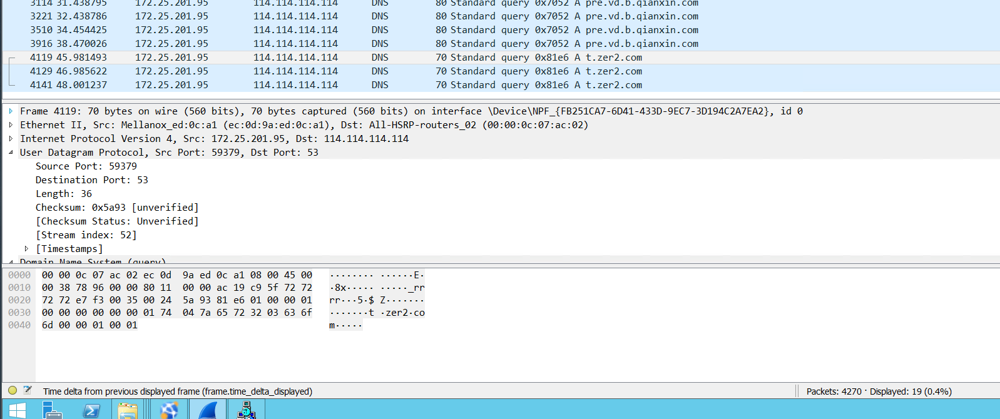 3114 31.438795 172.25.201.95 114.114.114.114 DNS 80 Standard query 0x7052 A pre.vd.b.qianxin.com
3221 32.438786 172.25.201.95 114.114.114.114 DNS 80 Standard query 0x7052 A pre.vd.b.qianxin.com
3510 34.454425 172.25.201.95 114.114.114.114 DNS 80 Standard query 0x7052 A pre.vd.b.qianxin.com
3916 38.470026 172.25.201.95 114.114.114.114 DNS 80 Standard query 0x7052 A pre.vd.b.qianxin.com
4119 45.981493 172.25.201.95 114.114.114.114 DNS 70 Standard query 0x81e6 A t.zer2.com
4129 46.985622 172.25.201.95 114.114.114.114 DNS 70 Standard query 0x81e6 A t.zer2.com
4141 48.001237 172.25.201.95 114.114.114.114 DNS 70 Standard query 0x81e6 A t.zer2.com
Frame 4119: 70 bytes on wire (560 bits), 70 bytes captured (560 bits) on interface \Device\NPF_{FB251CA7-6D41-433D-9EC7-3D194C2A7EA2}, id 0
Ethernet II, Src: Mellanox_ed:0c:a1 (ec:0d:9a:ed:0c:a1), Dst: All-HSRP-routers_02 (00:00:0c:07:ac:02)
Internet Protocol Version 4, Src: 172.25.201.95, Dst: 114.114.114.114
User Datagram Protocol, Src Port: 59379, Dst Port: 53
Source Port: 59379
Destination Port: 53
Length: 36
Checksum: 0x5a93 [unverified]
[Checksum Status: Unverified]
[Stream index: 52]
[Timestamps]
Domain Name System (query)
0000 00 00 0c 07 ac 02 ec 0d 9a ed 0c a1 08 00 45 00 ········ ······E·
0010 00 38 78 96 00 00 80 11 00 00 ac 19 c9 5f 72 72 ·8x····· ·····_rr
0020 72 72 e7 f3 00 35 00 24 5a 93 81 e6 01 00 00 01 rr···5·$ Z·······
0030 00 00 00 00 00 00 01 74 04 7a 65 72 32 03 63 6f ·······t ·zer2·co
0040 6d 00 00 01 00 01 m·····
Time delta from previous displayed frame (frame.time_delta_displayed) Packets: 4270 · Displayed: 19 (0.4%)